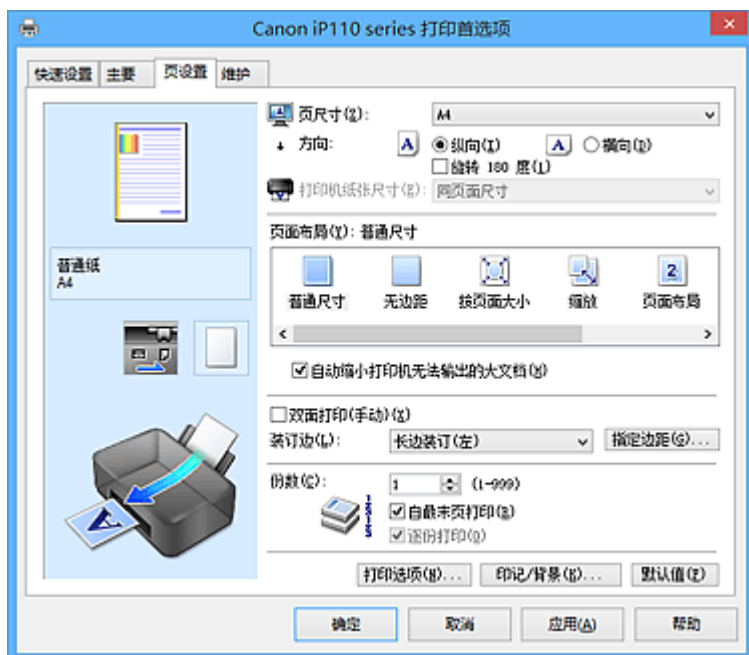 Canon iP110 series 打印首选项
快速设置 主要 页设置 维护
页尺寸(Z): A4
方向: A 纵向(I) A 横向(D)
旋转 180 度(L)
打印机纸张尺寸(E): 同页面尺寸
页面布局(Y): 普通尺寸
普通尺寸 无边距 按页面大小 缩放 页面布局
普通纸
A4
自动缩小打印机无法输出的大文档(N)
双面打印(手动)(X)
装订边(L): 长边装订(左) 指定边距(G)...
份数(C): 1 (1-999)
自最末页打印(R)
逐份打印(O)
打印选项(H)... 印记/背景(B)... 默认值(F)
确定 取消 应用(A) 帮助